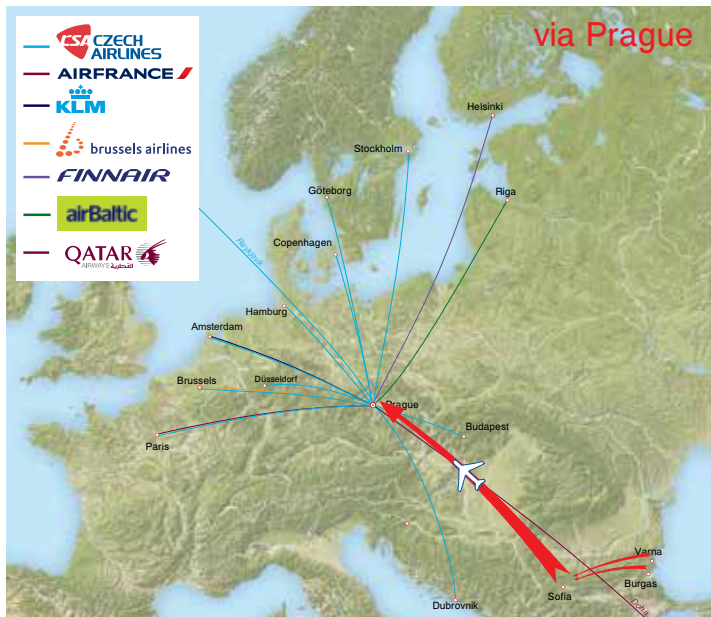 via Prague
CSA CZECH
AIRLINES
AIRFRANCE
KLM
brussels airlines
FINNAIR
airBaltic
QATAR
AIRWAYS القطرية
Helsinki
Stockholm
Göteborg
Riga
Copenhagen
Reykjavik
Hamburg
Amsterdam
Brussels
Düsseldorf
Prague
Budapest
Paris
Varna
Burgas
Sofia
Dubrovnik
Doha